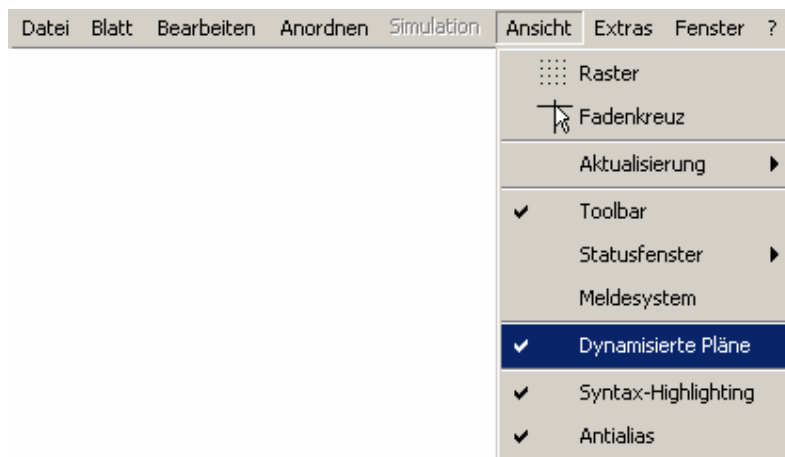 Datei Blatt Bearbeiten Anordnen Simulation Ansicht Extras Fenster ?
Raster
Fadenkreuz
Aktualisierung
Toolbar
Statusfenster
Meldesystem
Dynamisierte Pläne
Syntax-Highlighting
Antialias